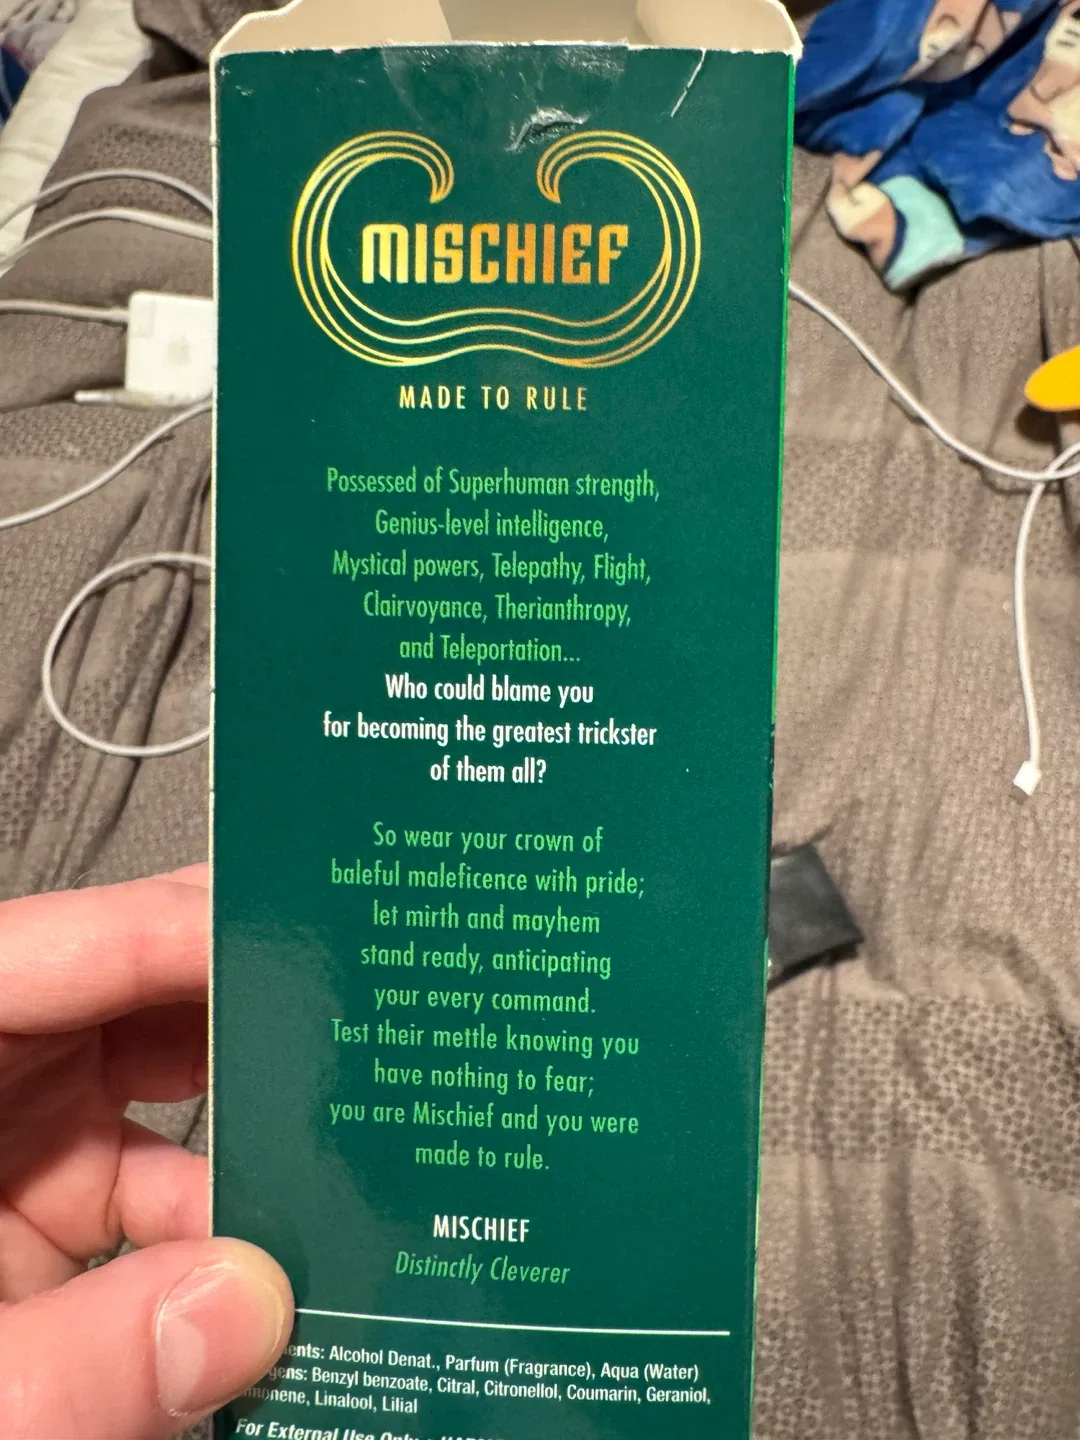 MISCHIEF
MADE TO RULE
Possessed of Superhuman strength,
Genius-level intelligence,
Mystical powers, Telepathy, Flight,
Clairvoyance, Therianthropy,
and Teleportation...
Who could blame you
for becoming the greatest trickster
of them all?
So wear your crown of
baleful maleficence with pride;
let mirth and mayhem
stand ready, anticipating
your every command.
Test their mettle knowing you
have nothing to fear;
you are Mischief and you were
made to rule.
MISCHIEF
Distinctly Cleverer
Alcohol Denat., Parfum (Fragrance), Aqua (Water)
Benzyl benzoate, Citral, Citronellol, Coumarin, Geraniol,
Linalool, Lilial
For External Use Only